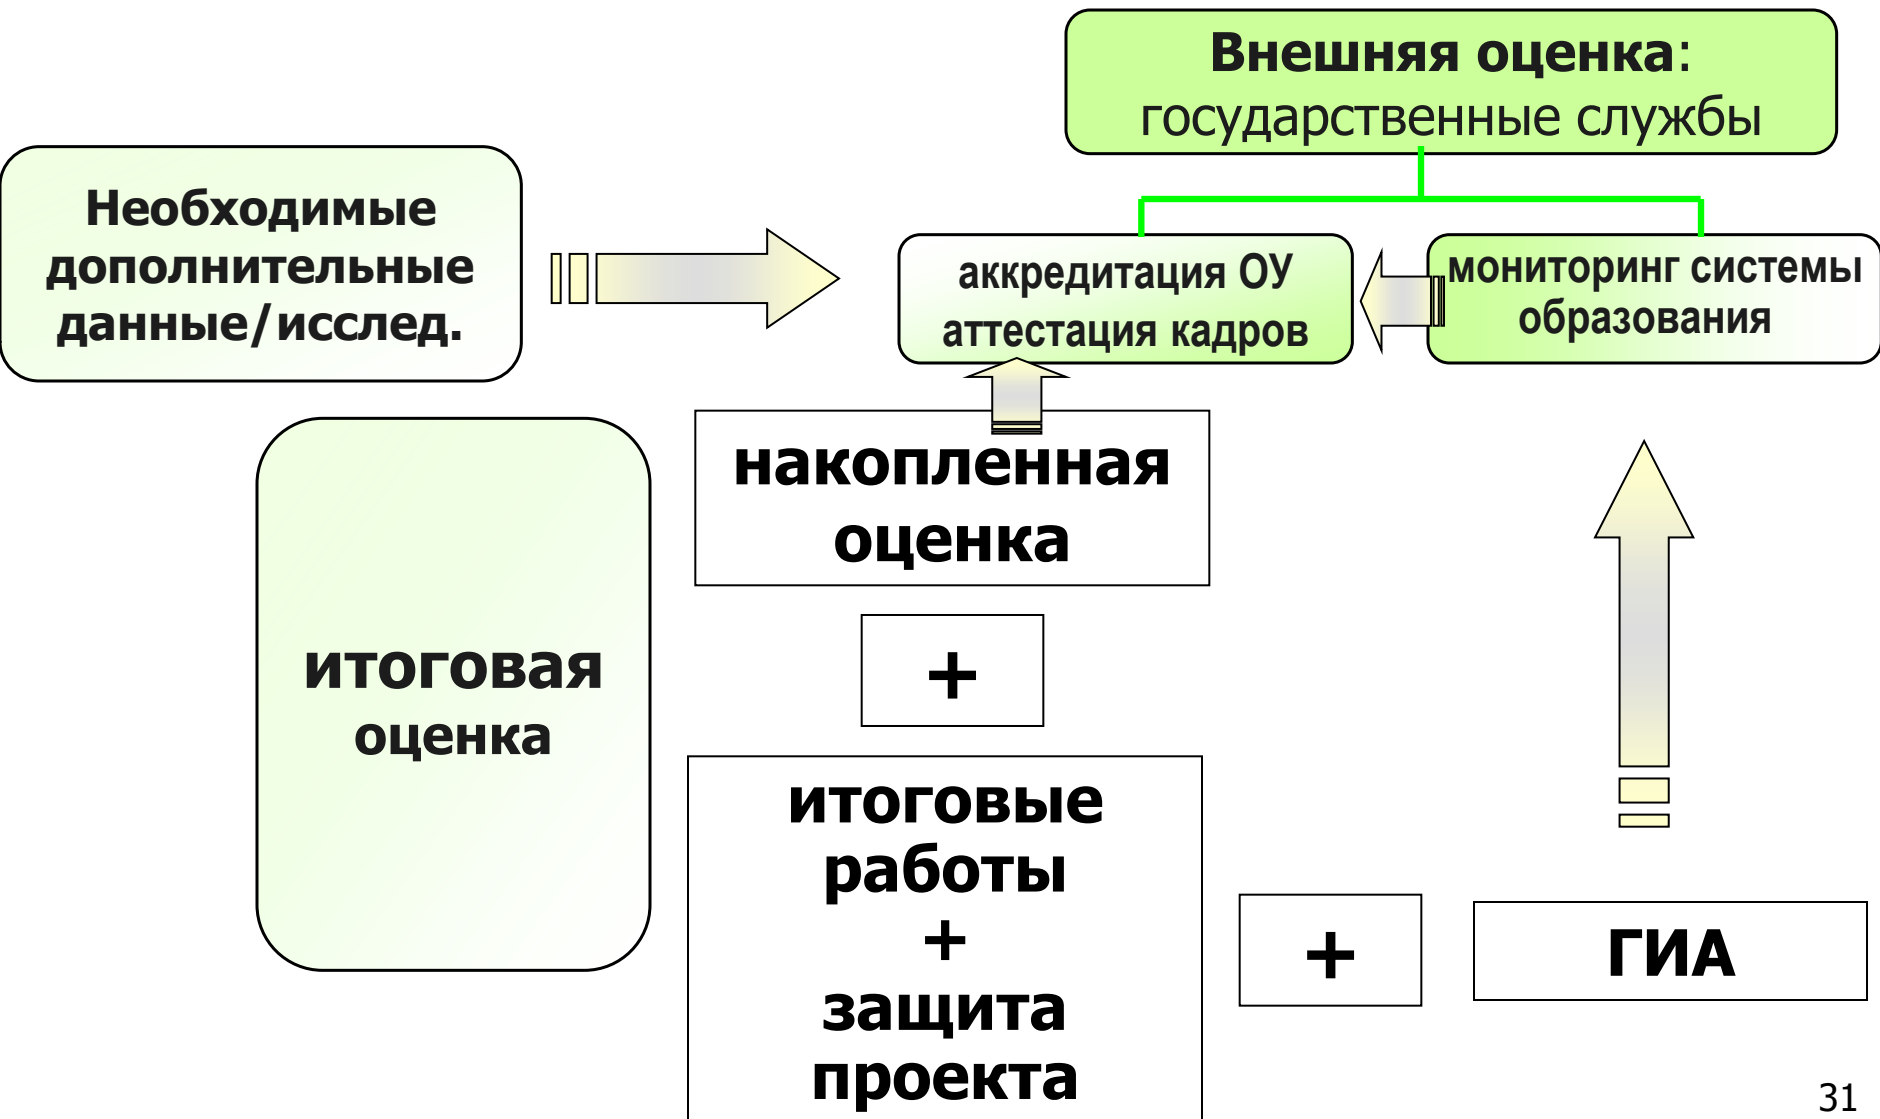 Внешняя оценка:
государственные службы
Необходимые
дополнительные
данные/исслед.
аккредитация ОУ
аттестация кадров
мониторинг системы
образования
накопленная
оценка
+
итоговая
оценка
итоговые
работы
+
защита
проекта
+
ГИА
31